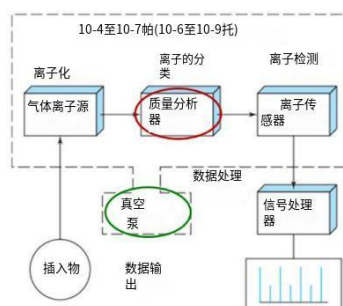 10-4至10-7帕(10-6至10-9托)
离子化
离子的分
类
离子检测
气体离子源
质量分析
器
离子传
感器
数据处理
真空
泵
信号处理
器
插入物
数据输
出